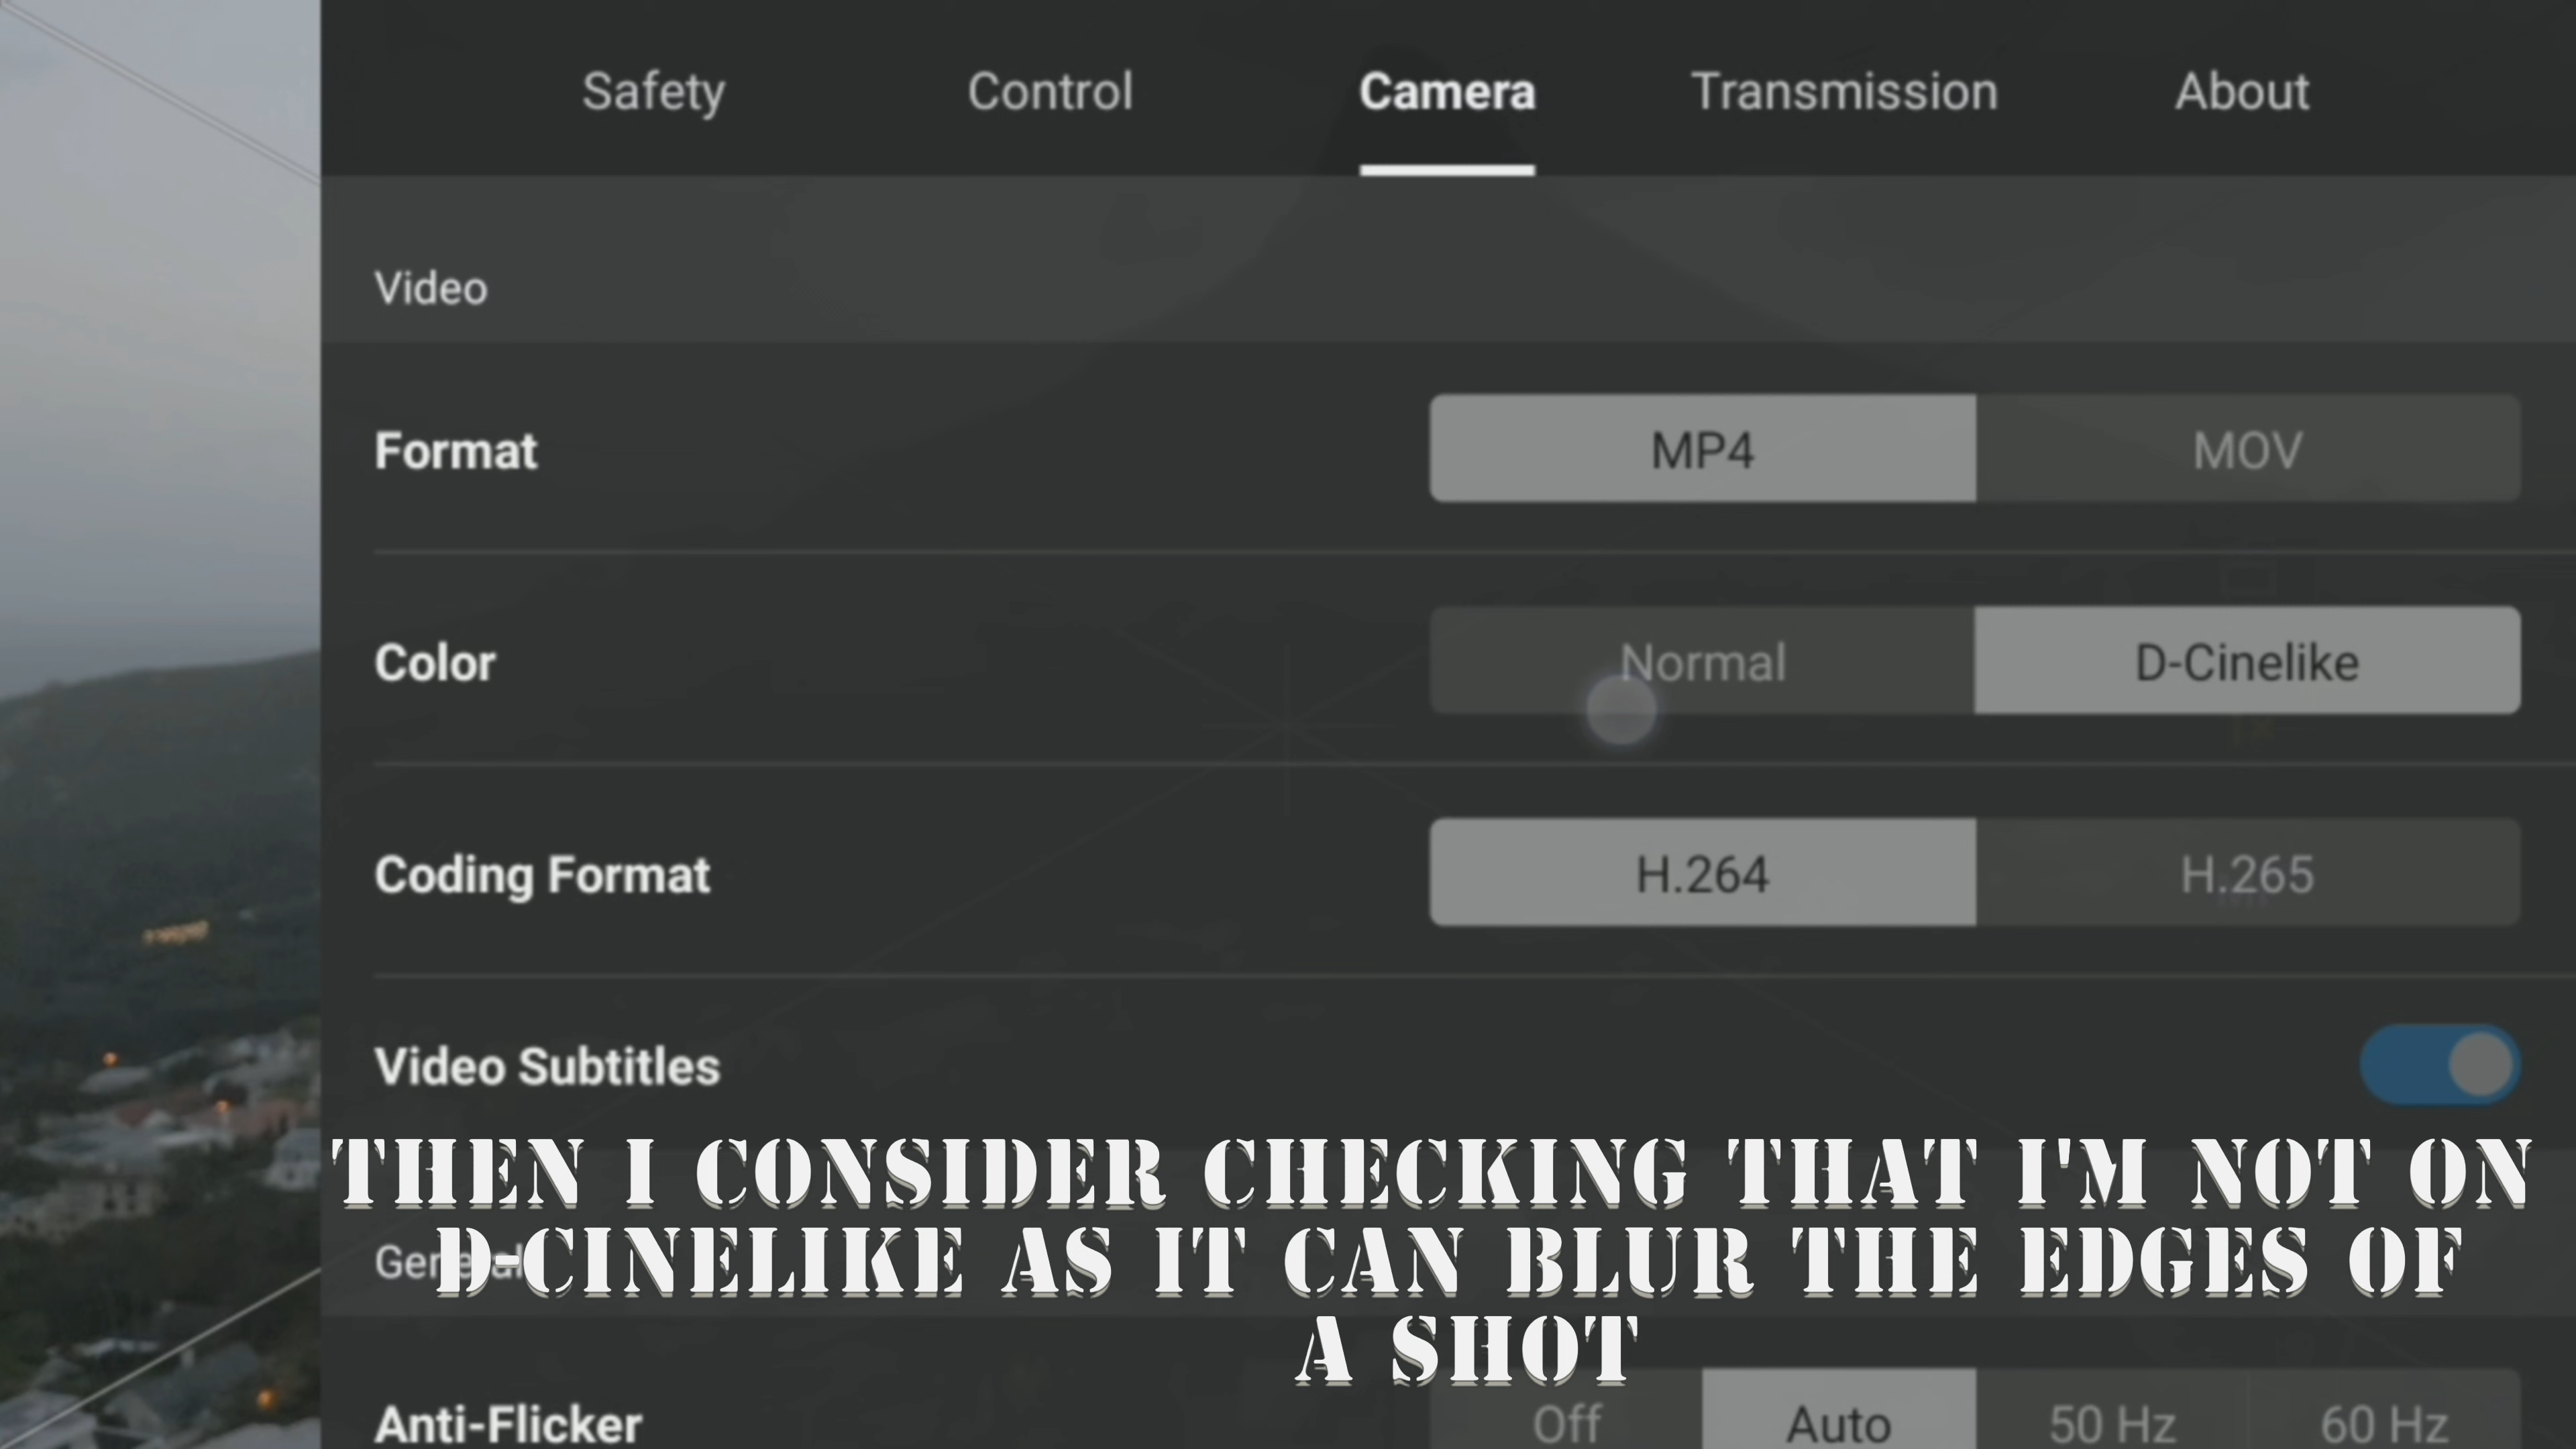 Safety Control Camera Transmission About
Video
Format MP4 MOV
Color Normal D-Cinelike
Coding Format H.264 H.265
Video Subtitles
THEN I CONSIDER CHECKING THAT I'M NOT ON
General
D-CINELIKE AS IT CAN BLUR THE EDGES OF
A SHOT
Anti-Flicker Off Auto 50 Hz 60 Hz